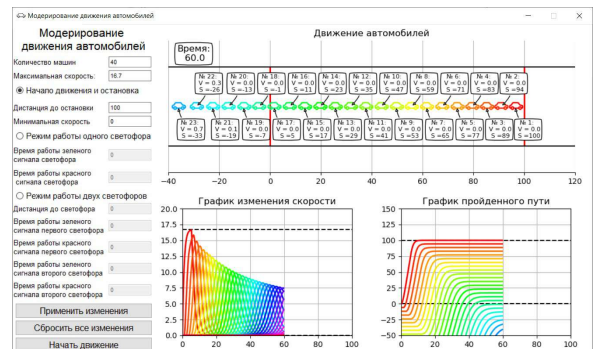 Модерирование движения автомобилей
Модерирование
движения автомобилей
Количество машин 40
Максимальная скорость: 16.7
Начало движения и остановка
Дистанция до остановки 100
Минимальная скорость 0
Режим работы одного светофора
Время работы зеленого
сигнала светофора 0
Время работы красного
сигнала светофора 0
Режим работы двух светофоров
Дистанция до светофора 0
Время работы зеленого
сигнала первого светофора 0
Время работы красного
сигнала первого светофора 0
Время работы зеленого
сигнала второго светофора 0
Время работы красного
сигнала второго светофора 0
Применить изменения
Сбросить все изменения
Начать движение
Движение автомобилей
Время:
60.0
№ 22: № 20: № 18: № 16: № 14: № 12: № 10: № 8: № 6: № 4: № 2:
V = 0.3 V = 0.0 V = 0.0 V = 0.0 V = 0.0 V = 0.0 V = 0.0 V = 0.0 V = 0.0 V = 0.0 V = 0.0
S =-26 S =-13 S =-1 S =11 S =23 S =35 S =47 S =59 S =71 S =83 S =94
№ 23: № 21: № 19: № 17: № 15: № 13: № 11: № 9: № 7: № 5: № 3: № 1:
V = 0.7 V = 0.1 V = 0.0 V = 0.0 V = 0.0 V = 0.0 V = 0.0 V = 0.0 V = 0.0 V = 0.0 V = 0.0 V = 0.0
S =-33 S =-19 S =-7 S =5 S =17 S =29 S =41 S =53 S =65 S =77 S =89 S =100
−40 −20 0 20 40 60 80 100 120
График изменения скорости
20.0
17.5
15.0
12.5
10.0
7.5
5.0
2.5
0.0
0 20 40 60 80 100
График пройденного пути
150
125
100
75
50
25
0
−25
−50
0 20 40 60 80 100